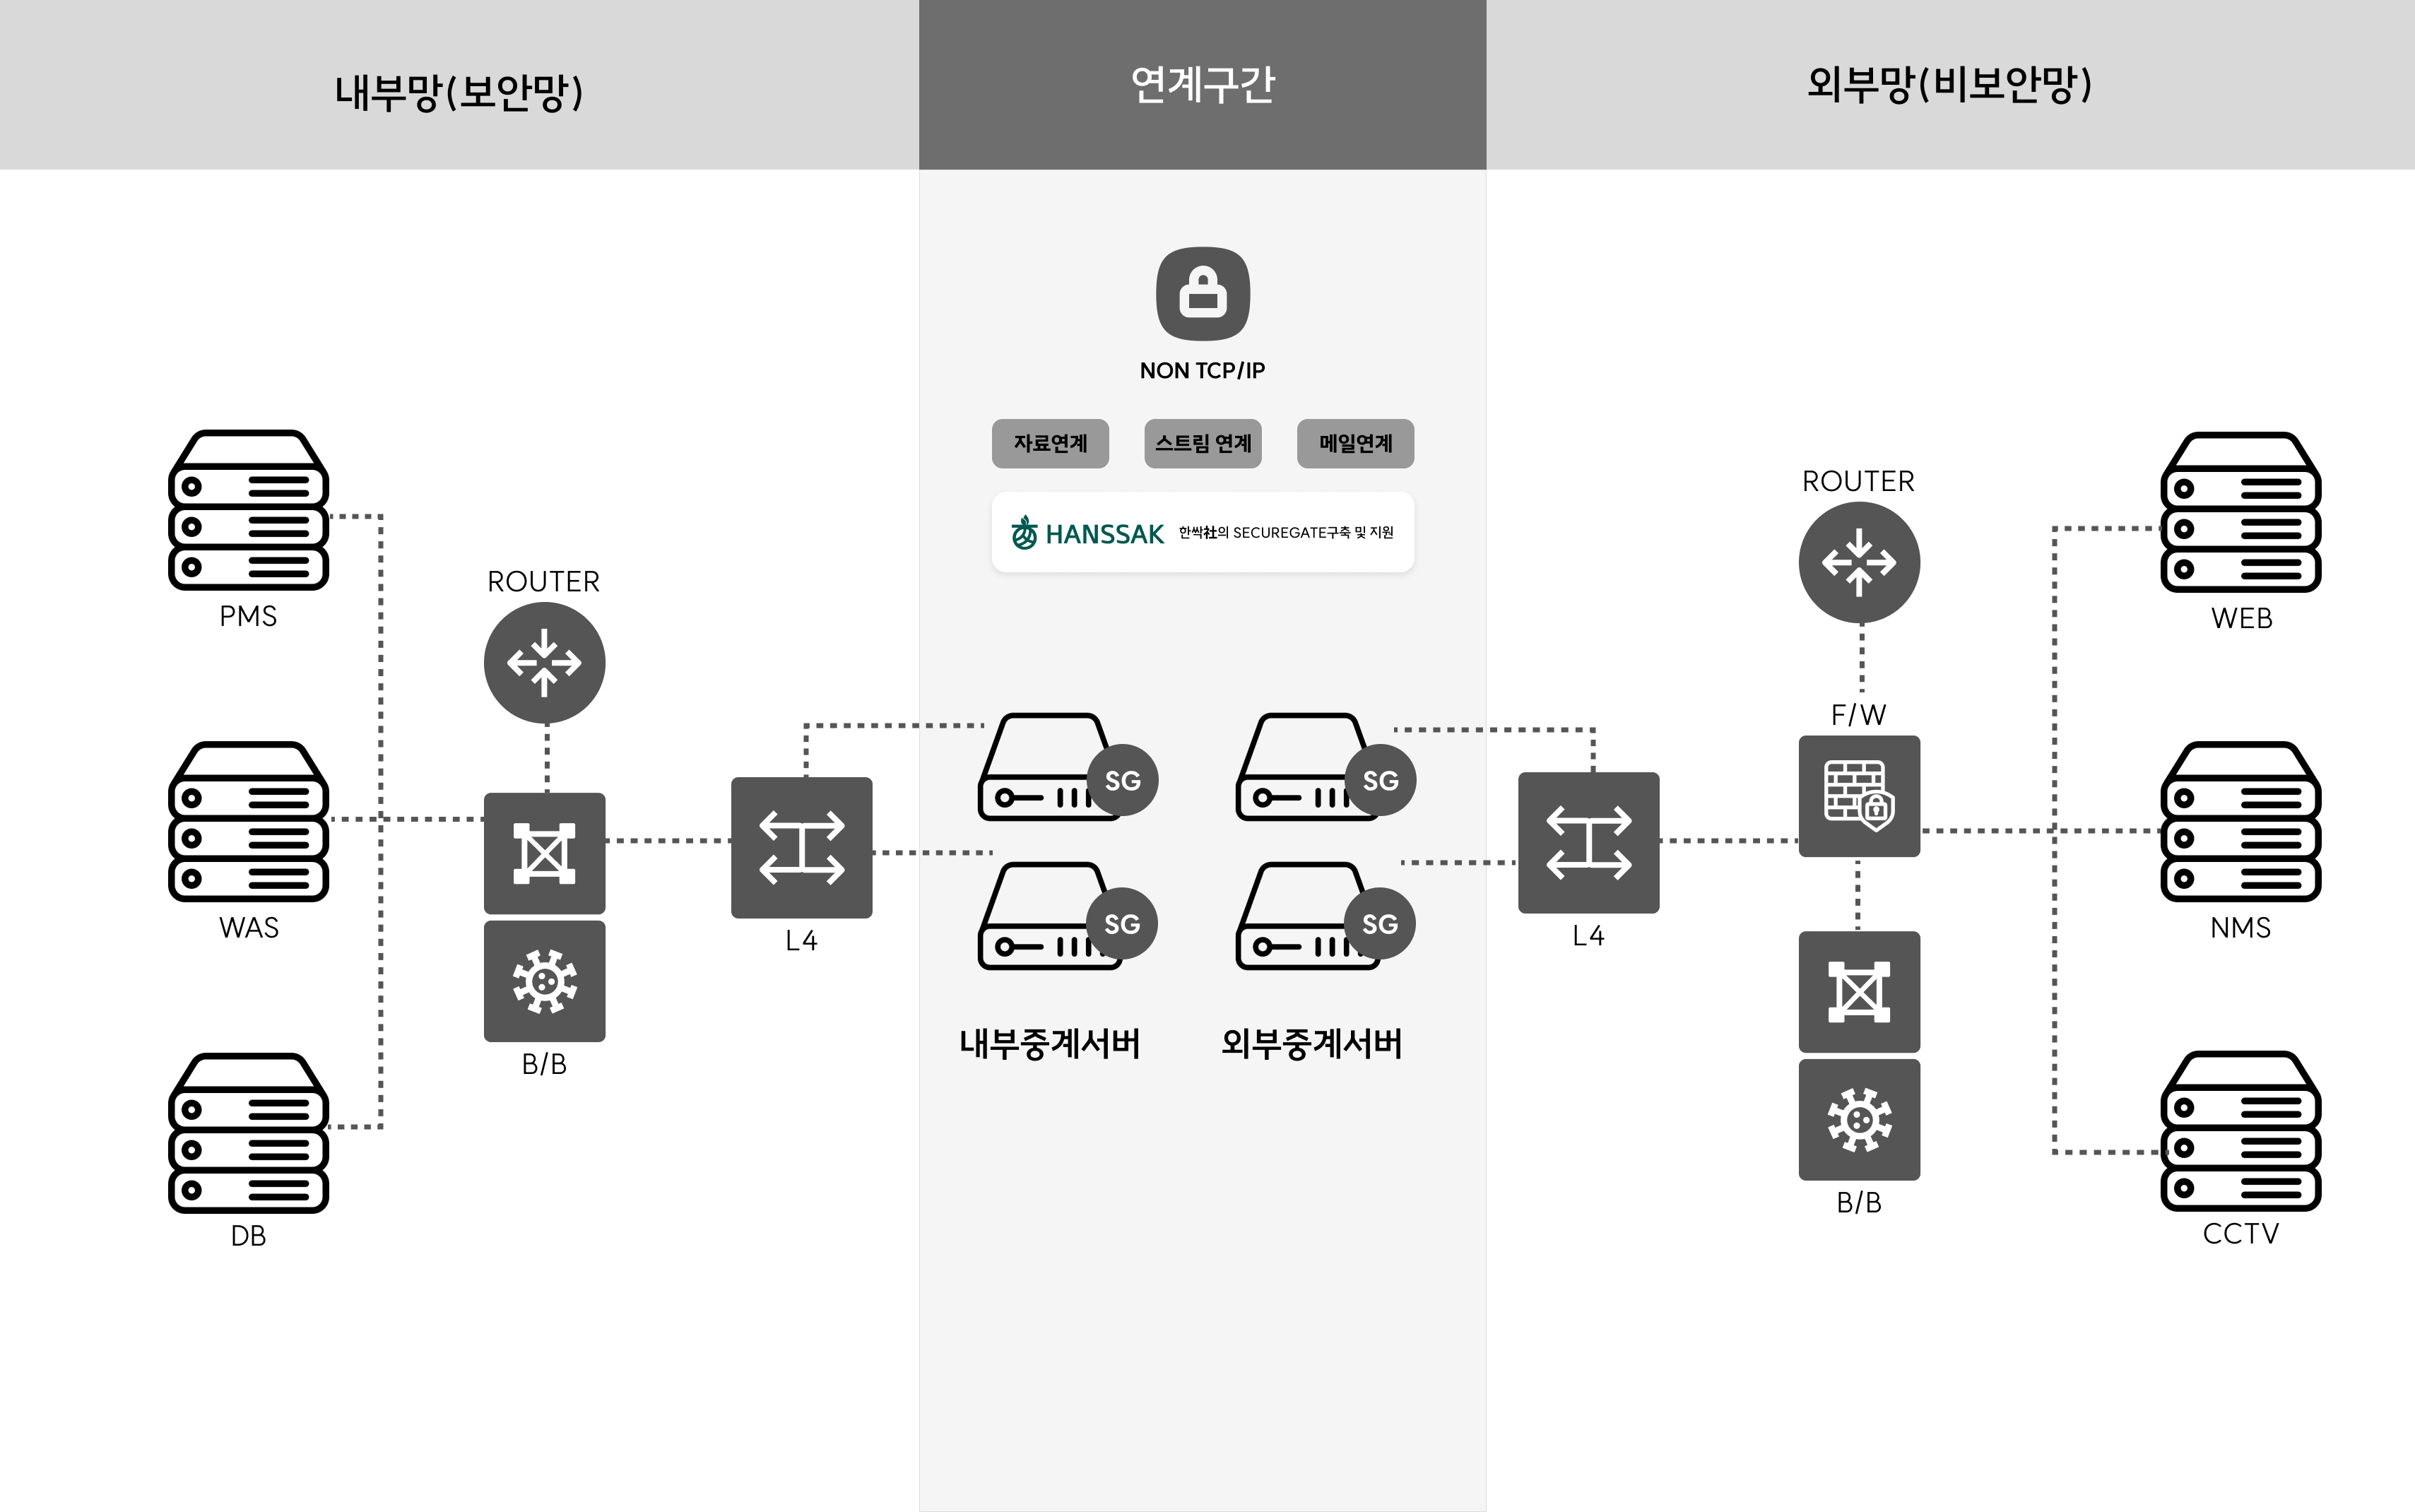 내부망(보안망)
연계구간
외부망(비보안망)
NON TCP/IP
자료연계
스트림 연계
메일연계
HANSSAK 한싹社의 SECUREGATE구축 및 지원
PMS
WAS
DB
ROUTER
B/B
L4
SG
SG
SG
SG
내부중계서버
외부중계서버
L4
ROUTER
F/W
B/B
WEB
NMS
CCTV